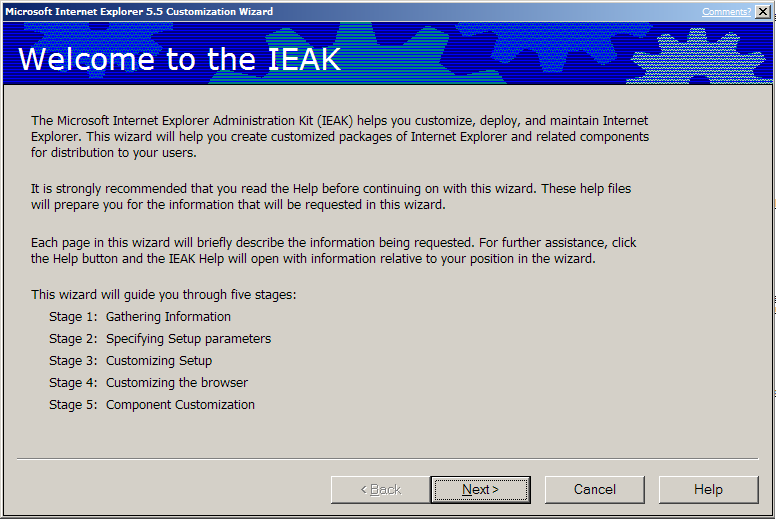 Microsoft Internet Explorer 5.5 Customization Wizard
Comments?
Welcome to the IEAK
The Microsoft Internet Explorer Administration Kit (IEAK) helps you customize, deploy, and maintain Internet
Explorer. This wizard will help you create customized packages of Internet Explorer and related components
for distribution to your users.
It is strongly recommended that you read the Help before continuing on with this wizard. These help files
will prepare you for the information that will be requested in this wizard.
Each page in this wizard will briefly describe the information being requested. For further assistance, click
the Help button and the IEAK Help will open with information relative to your position in the wizard.
This wizard will guide you through five stages:
Stage 1: Gathering Information
Stage 2: Specifying Setup parameters
Stage 3: Customizing Setup
Stage 4: Customizing the browser
Stage 5: Component Customization
< Back
Next >
Cancel
Help